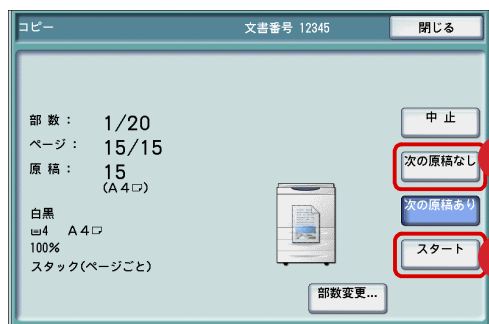 コピー 文書番号 12345 閉じる
部 数 : 1/20
中 止
ページ : 15/15
次の原稿なし
原 稿 : 15
(A4)
次の原稿あり
白黒
4 A4
スタート
100%
スタック(ページごと)
部数変更...